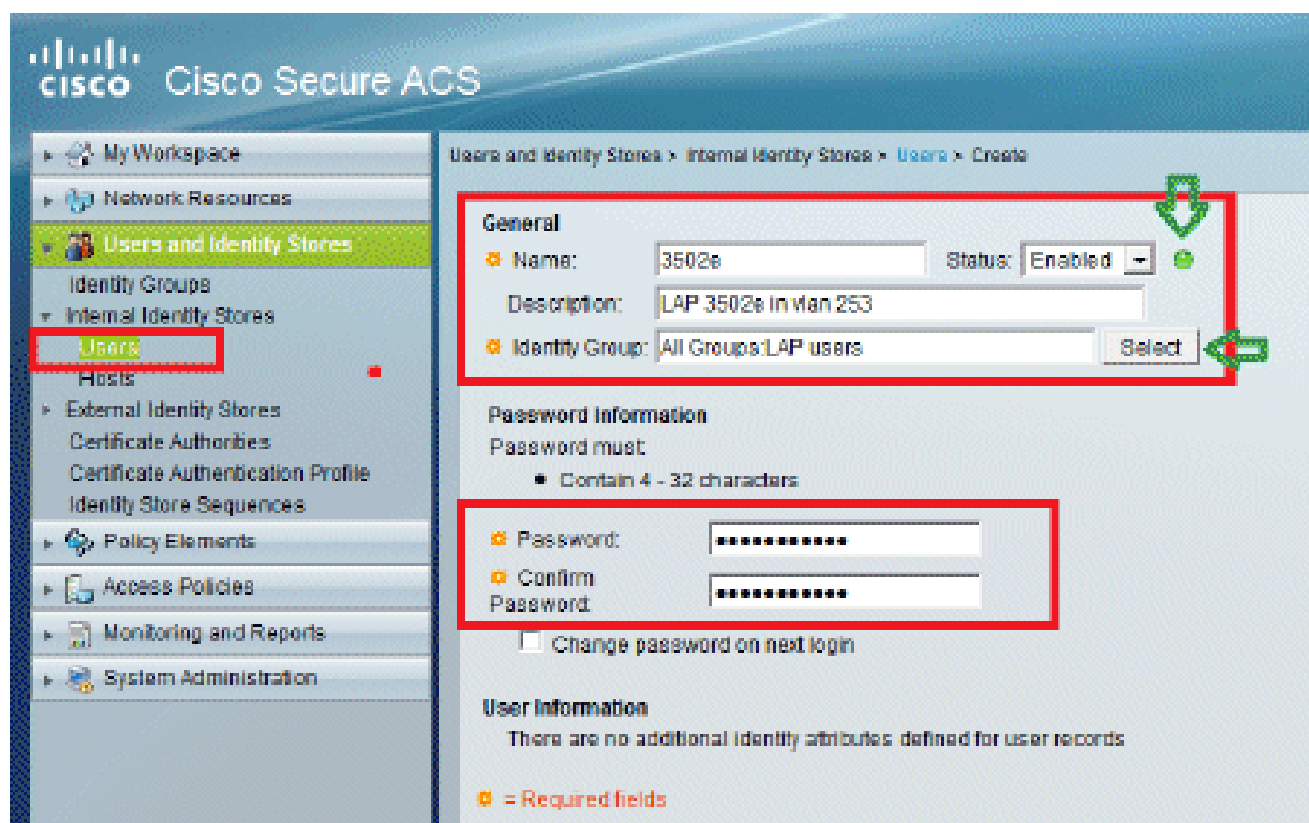 CISCO Cisco Secure ACS
My Workspace
Network Resources
Users and Identity Stores
Identity Groups
Internal Identity Stores
Users
Hosts
External Identity Stores
Certificate Authorities
Certificate Authentication Profile
Identity Store Sequences
Policy Elements
Access Policies
Monitoring and Reports
System Administration
Users and Identity Stores > Internal Identity Stores > Users > Create
General
Name: 3502e Status: Enabled
Description: LAP 3502e in vlan 253
Identity Group: All Groups:LAP users Select
Password Information
Password must:
• Contain 4 - 32 characters
Password: •••••••••••
Confirm
Password: •••••••••••
Change password on next login
User Information
There are no additional identity attributes defined for user records
= Required fields